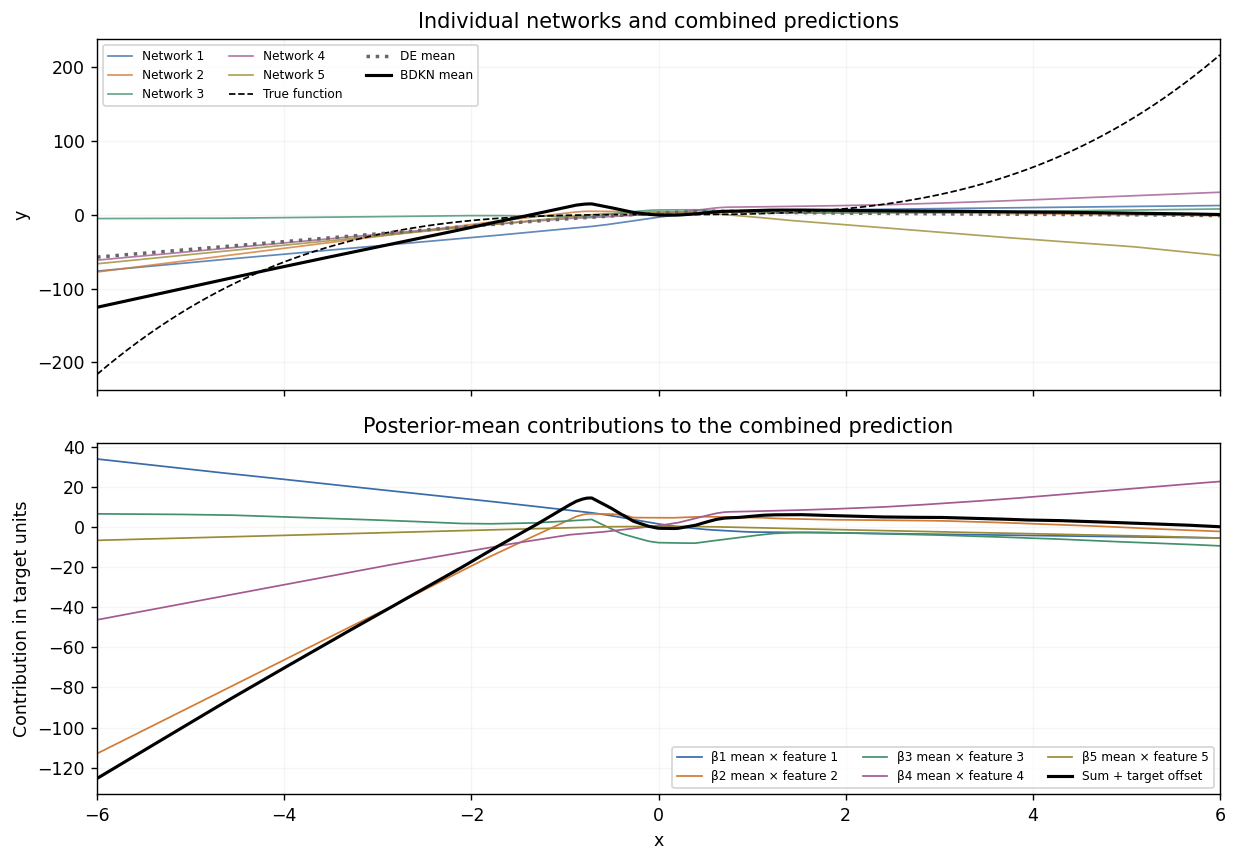 Individual networks and combined predictions
Network 1 Network 4 DE mean
Network 2 Network 5 BDKN mean
Network 3 True function
200
100
0
−100
−200
y
Posterior-mean contributions to the combined prediction
40
20
0
−20
−40
−60
−80
−100
−120
Contribution in target units
β1 mean × feature 1 β3 mean × feature 3 β5 mean × feature 5
β2 mean × feature 2 β4 mean × feature 4 Sum + target offset
−6 −4 −2 0 2 4 6
x